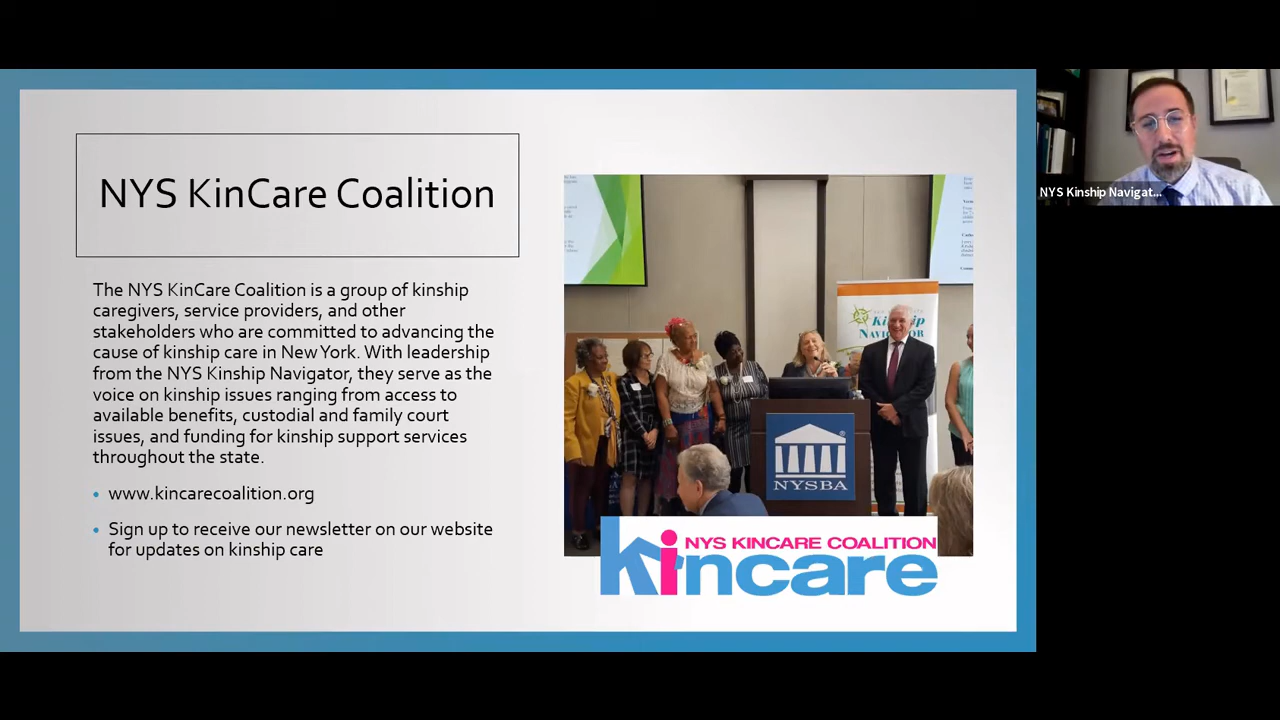 NYS KinCare Coalition
The NYS KinCare Coalition is a group of kinship
caregivers, service providers, and other
stakeholders who are committed to advancing the
cause of kinship care in New York. With leadership
from the NYS Kinship Navigator, they serve as the
voice on kinship issues ranging from access to
available benefits, custodial and family court
issues, and funding for kinship support services
throughout the state.
• www.kincarecoalition.org
• Sign up to receive our newsletter on our website
for updates on kinship care
Kinship
NAVIGATOR
NYSBA
®
NYS KINCARE COALITION
kincare
NYS Kinship Navigat...